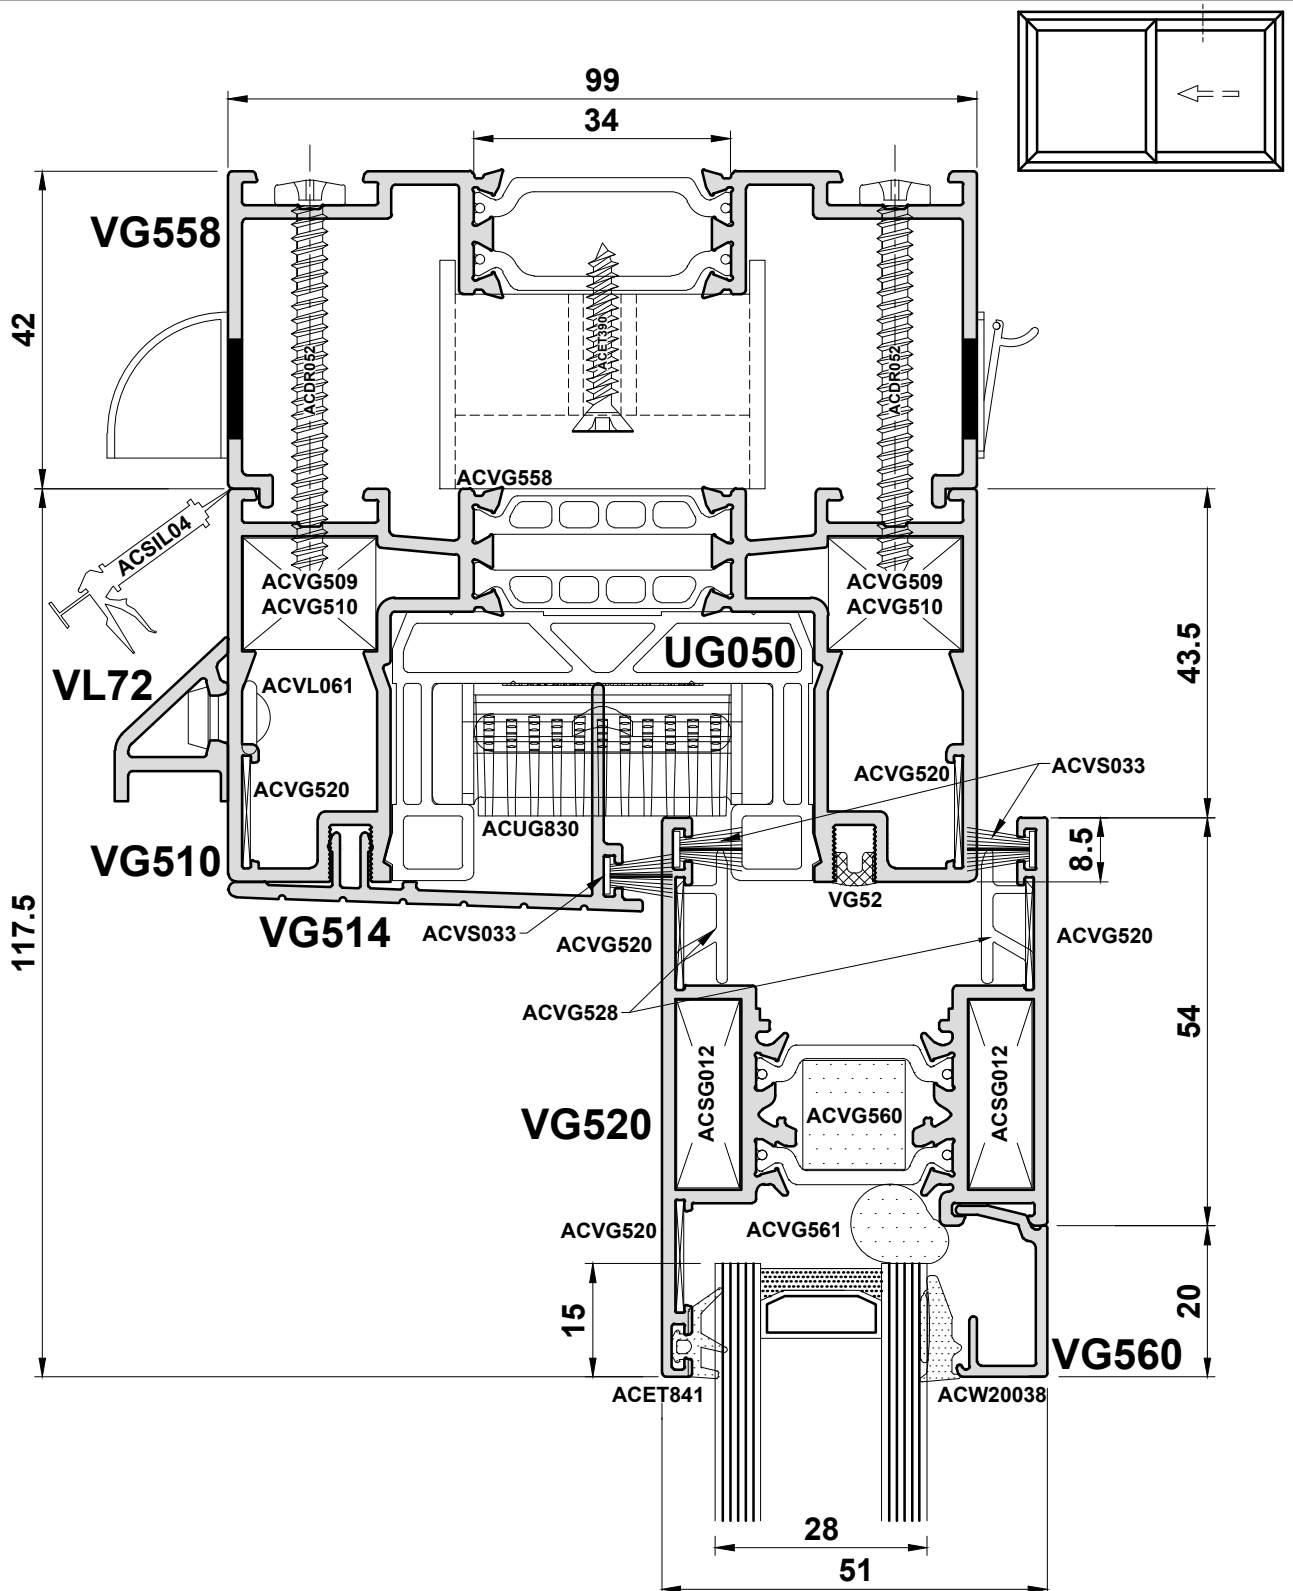 99
34
VG558
42
ACDR052
ACET390
ACDR052
ACVG558
ACSIL04
ACVG509
ACVG510
ACVG509
ACVG510
UG050
43.5
VL72
ACVL061
ACVG520
ACVG520
ACVS033
ACUG830
VG510
8.5
VG52
VG514
ACVS033
ACVG520
ACVG520
117.5
ACVG528
54
ACSG012
ACVG560
ACSG012
VG520
ACVG520
ACVG561
15
20
VG560
ACET841
ACW20038
28
51